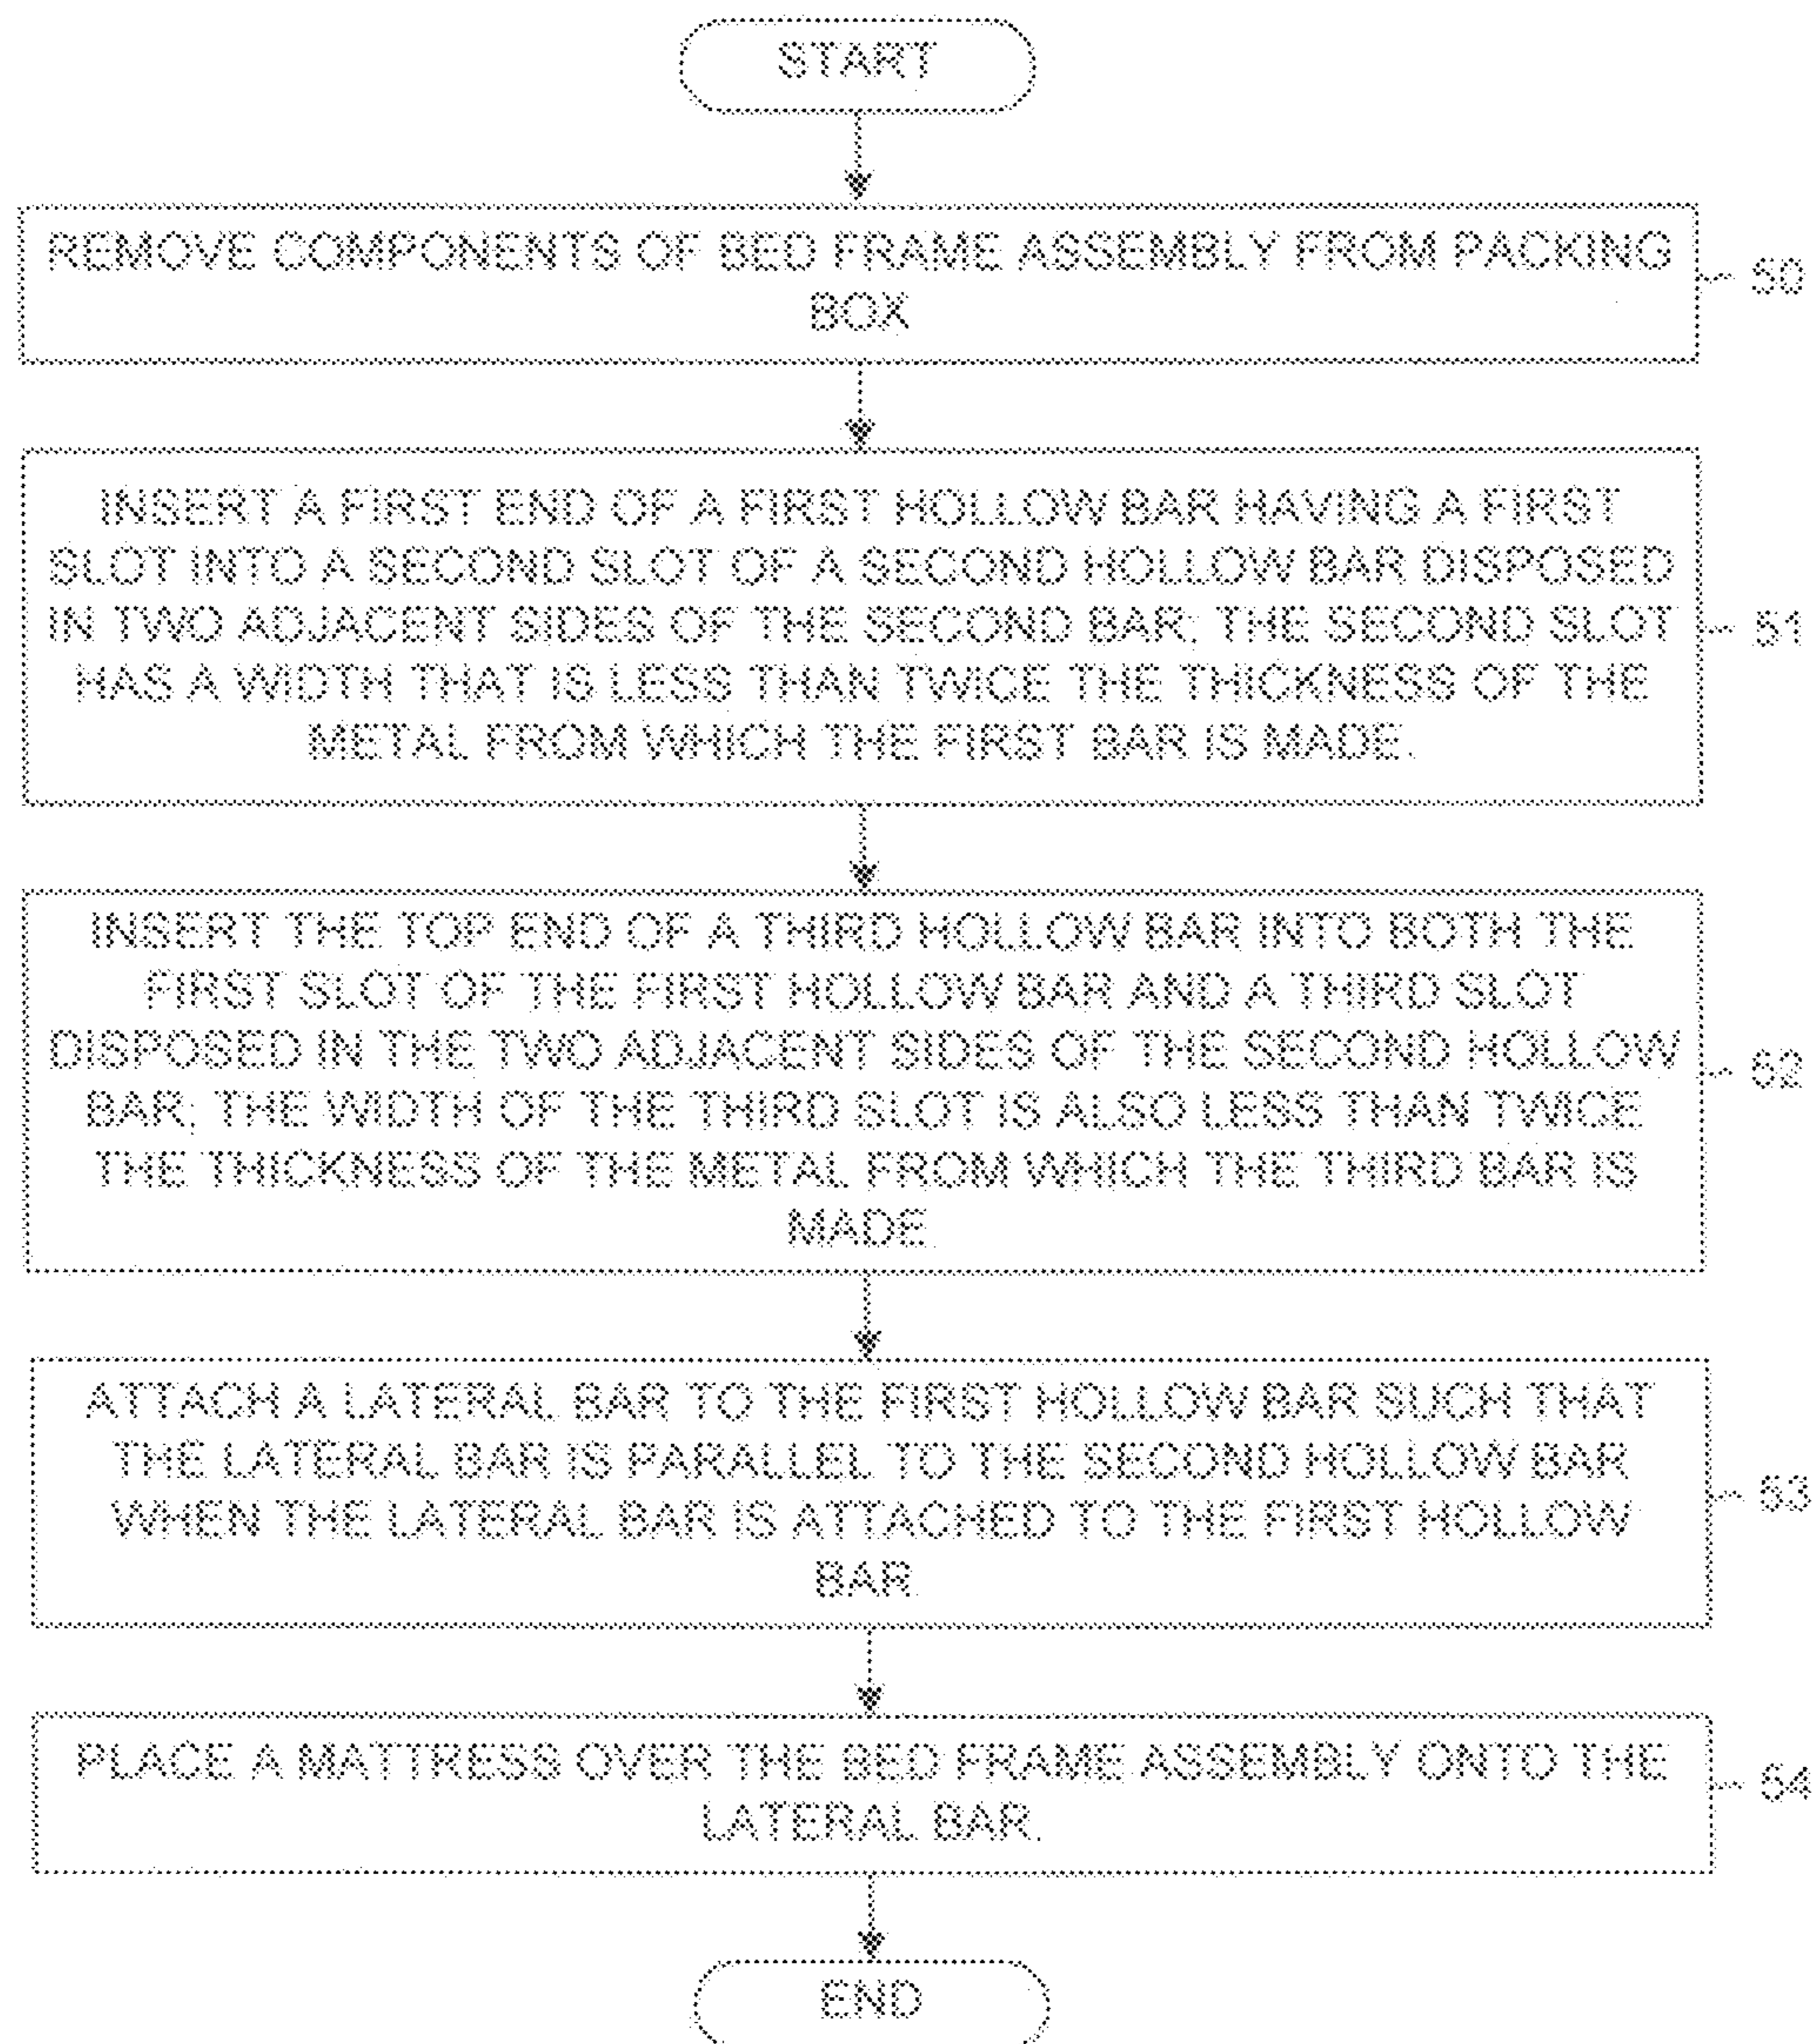 START
REMOVE COMPONENTS OF BED FRAME ASSEMBLY FROM PACKING
BOX
50
INSERT A FIRST END OF A FIRST HOLLOW BAR HAVING A FIRST
SLOT INTO A SECOND SLOT OF A SECOND HOLLOW BAR DISPOSED
IN TWO ADJACENT SIDES OF THE SECOND BAR; THE SECOND SLOT
HAS A WIDTH THAT IS LESS THAN TWICE THE THICKNESS OF THE
METAL FROM WHICH THE FIRST BAR IS MADE.
51
INSERT THE TOP END OF A THIRD HOLLOW BAR INTO BOTH THE
FIRST SLOT OF THE FIRST HOLLOW BAR AND A THIRD SLOT
DISPOSED IN THE TWO ADJACENT SIDES OF THE SECOND HOLLOW
BAR; THE WIDTH OF THE THIRD SLOT IS ALSO LESS THAN TWICE
THE THICKNESS OF THE METAL FROM WHICH THE THIRD BAR IS
MADE.
52
ATTACH A LATERAL BAR TO THE FIRST HOLLOW BAR SUCH THAT
THE LATERAL BAR IS PARALLEL TO THE SECOND HOLLOW BAR
WHEN THE LATERAL BAR IS ATTACHED TO THE FIRST HOLLOW
BAR.
53
PLACE A MATTRESS OVER THE BED FRAME ASSEMBLY ONTO THE
LATERAL BAR.
54
END